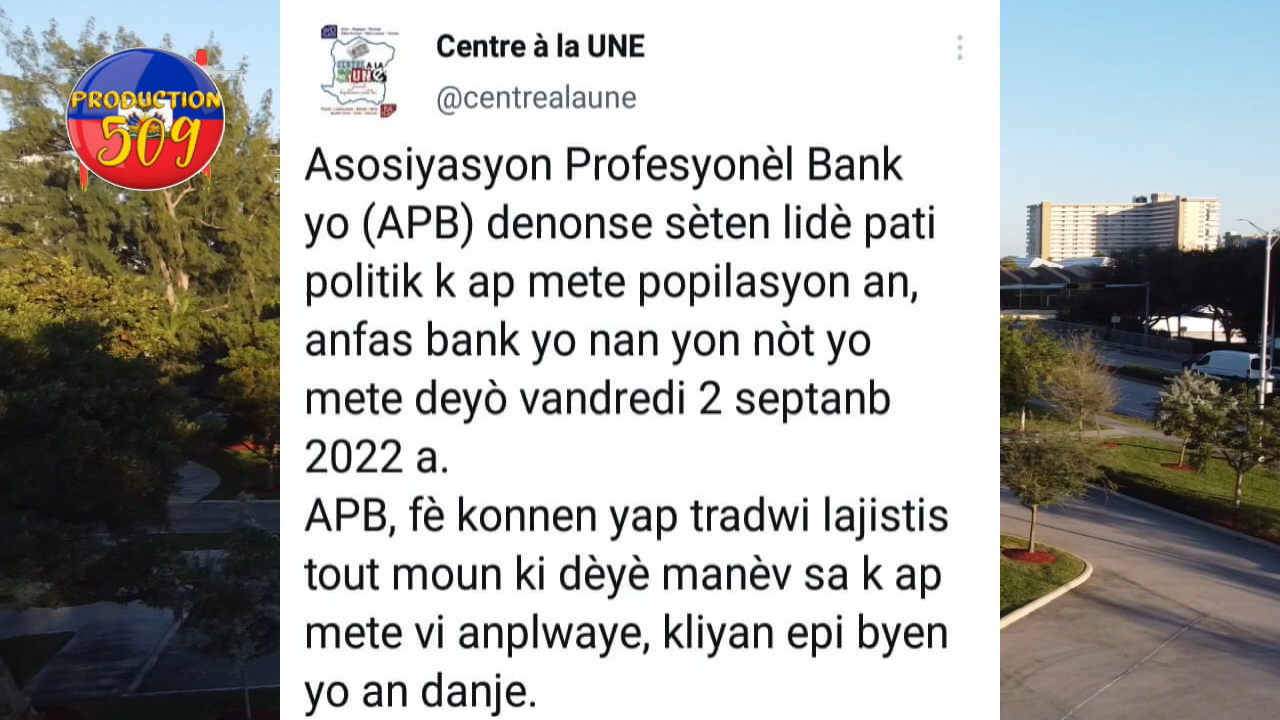 PRODUCTION
509
Centre à la UNE
@centrealaune
Asosiyasyon Profesyonèl Bank
yo (APB) denonse sèten lidè pati
politik k ap mete popilasyon an,
anfas bank yo nan yon nòt yo
mete deyò vandredi 2 septanb
2022 a.
APB, fè konnen yap tradwi lajistis
tout moun ki dèyè manèv sa k ap
mete vi anplwaye, kliyan epi byen
yo an danje.